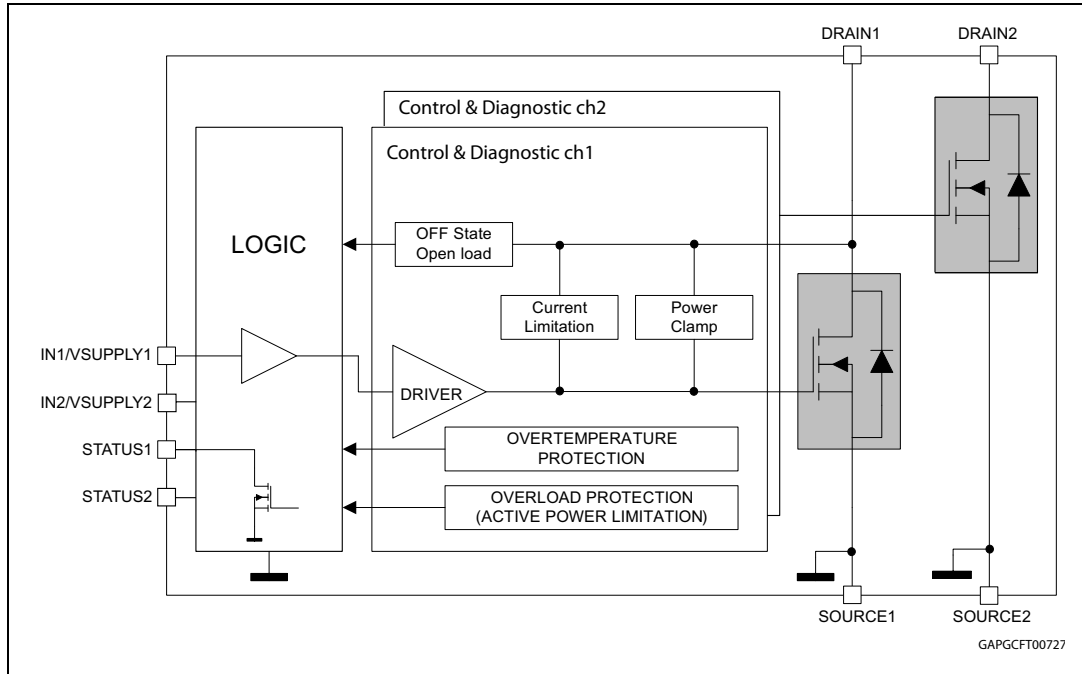 DRAIN1
DRAIN2
Control & Diagnostic ch2
Control & Diagnostic ch1
LOGIC
OFF State
Open load
Current
Limitation
Power
Clamp
IN1/VSUPPLY1
DRIVER
IN2/VSUPPLY2
STATUS1
OVERTEMPERATURE
PROTECTION
STATUS2
OVERLOAD PROTECTION
(ACTIVE POWER LIMITATION)
SOURCE1
SOURCE2
GAPGCFT00727